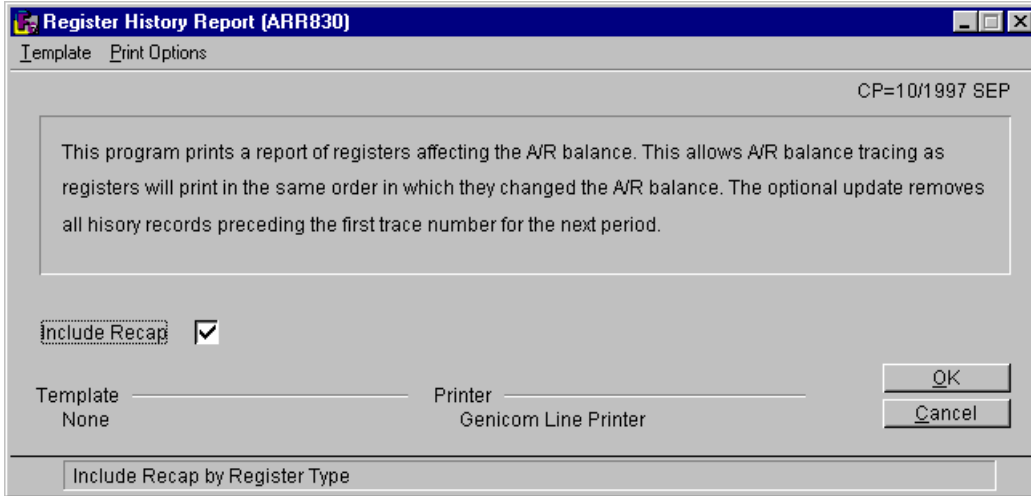 Register History Report (ARR830)
Template Print Options
CP=10/1997 SEP
This program prints a report of registers affecting the A/R balance. This allows A/R balance tracing as
registers will print in the same order in which they changed the A/R balance. The optional update removes
all hisory records preceding the first trace number for the next period.
Include Recap
OK
Template Printer
None Genicom Line Printer
Cancel
Include Recap by Register Type